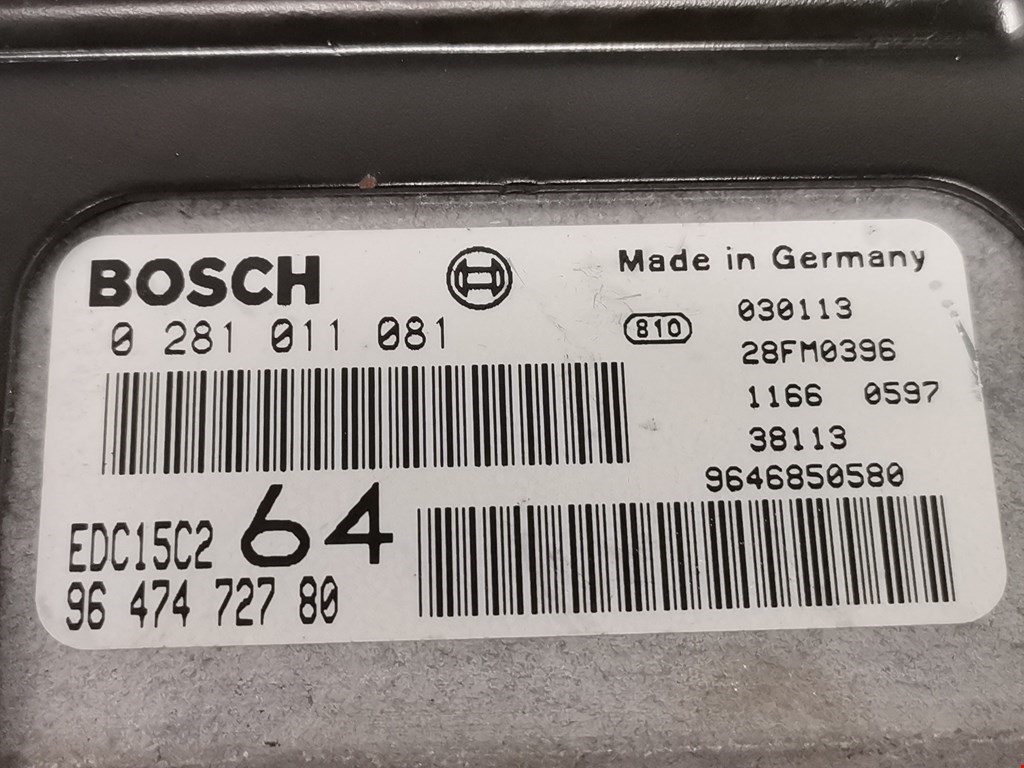 BOSCH
Made in Germany
0 281 011 081
810
030113
28FM0396
1166 0597
38113
9646850580
EDC15C2 64
96 474 727 80